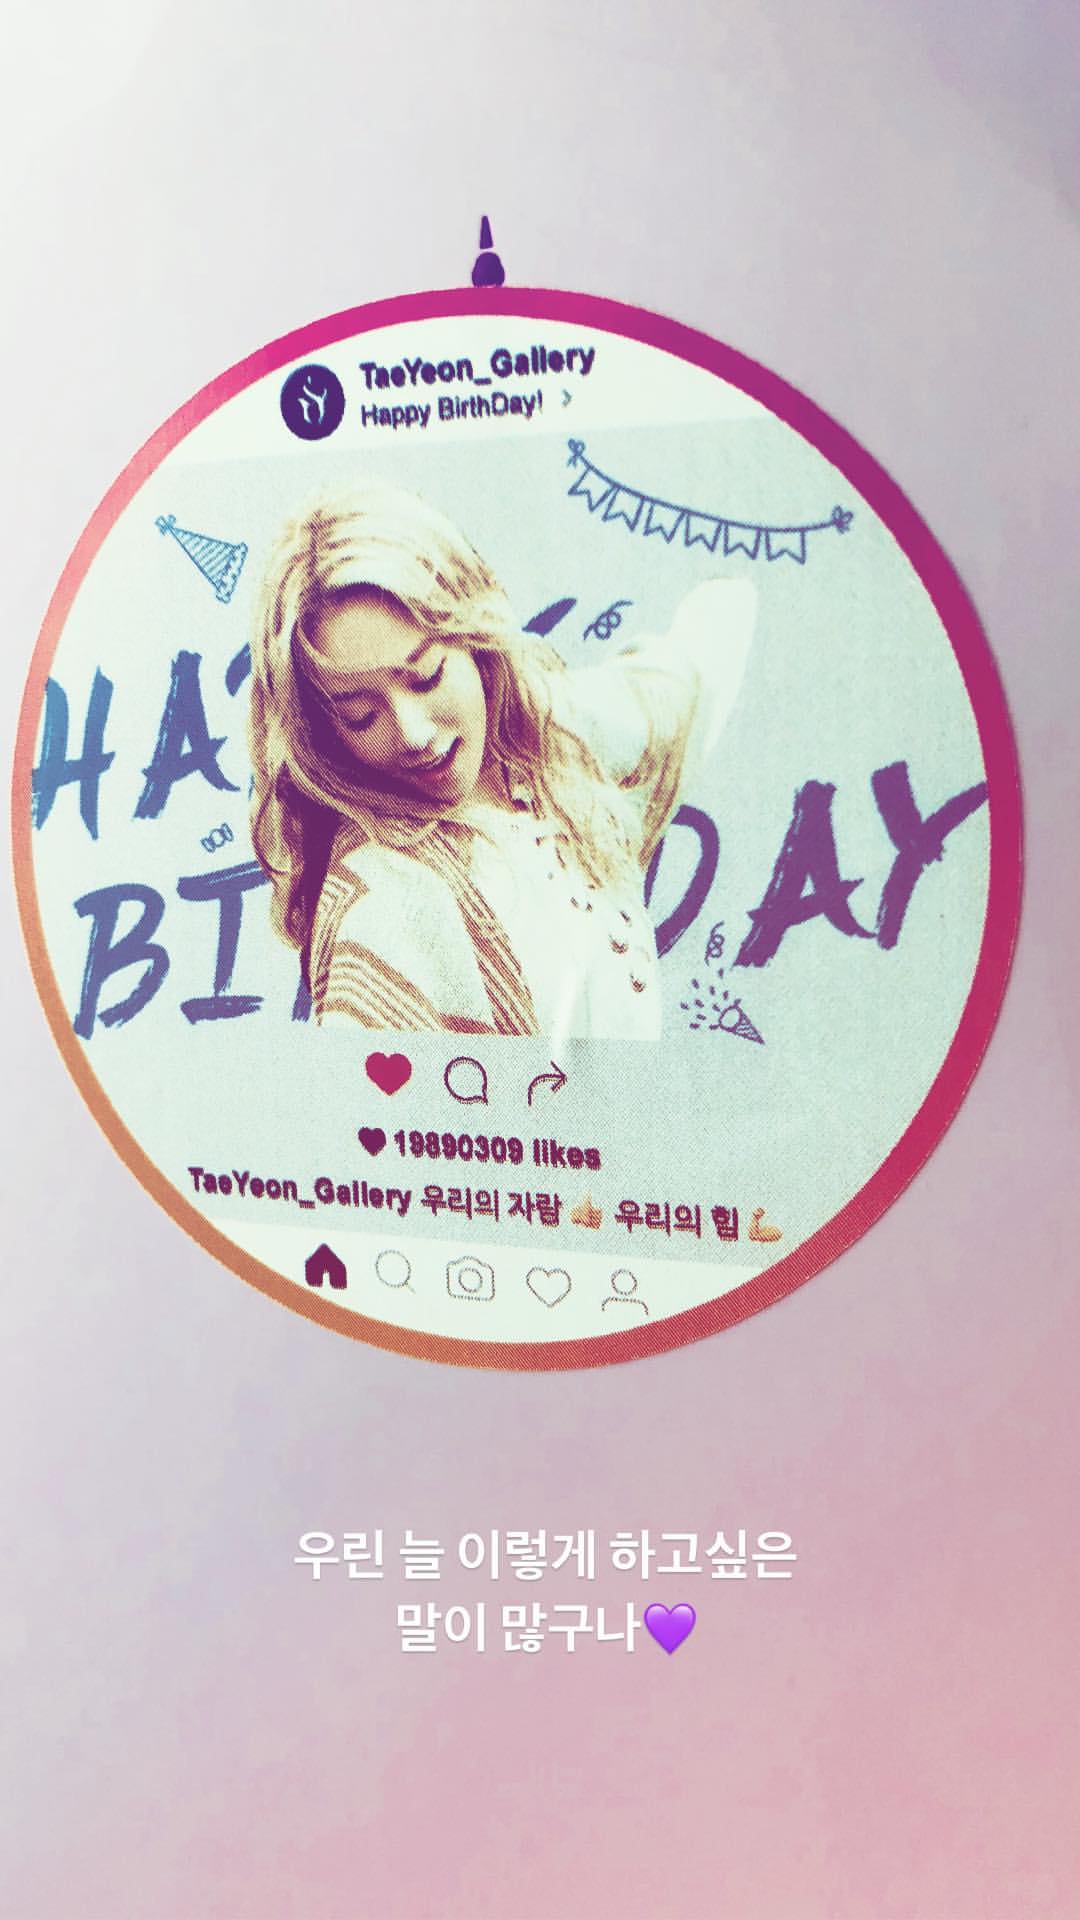 TaeYeon_Gallery
Happy BirthDay!
DAY
19890309 likes
TaeYeon_Gallery 우리의 자랑 👍 우리의 힘 💪
우린 늘 이렇게 하고싶은
말이 많구나💜